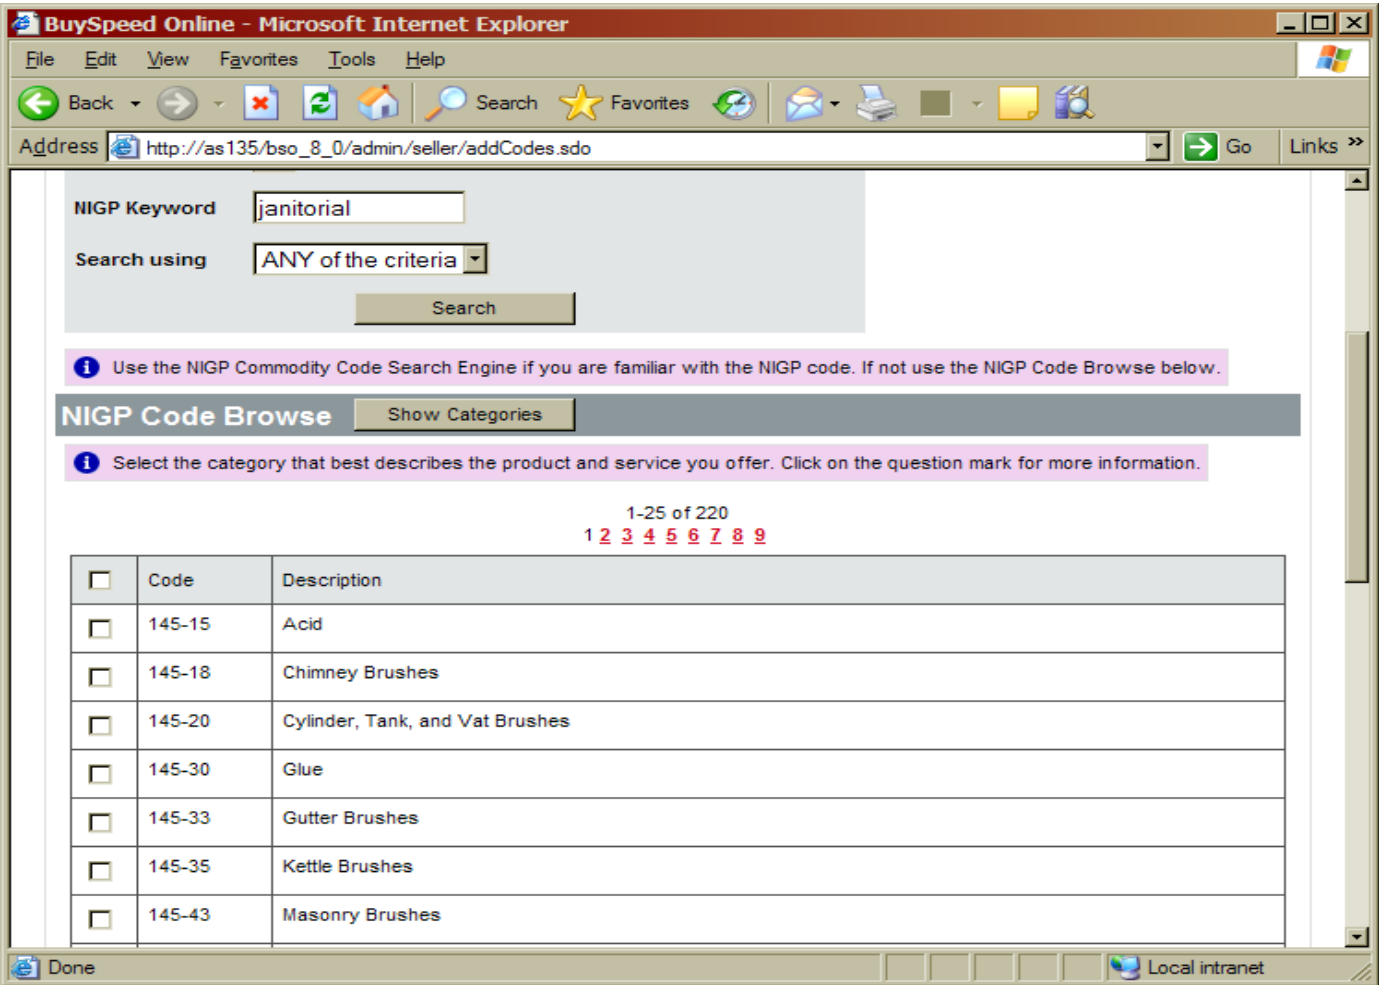 BuySpeed Online - Microsoft Internet Explorer
File Edit View Favorites Tools Help
Back Search Favorites
Address http://as135/bso_8_0/admin/seller/addCodes.sdo Go Links »
NIGP Keyword janitorial
Search using ANY of the criteria
Search
Use the NIGP Commodity Code Search Engine if you are familiar with the NIGP code. If not use the NIGP Code Browse below.
NIGP Code Browse Show Categories
Select the category that best describes the product and service you offer. Click on the question mark for more information.
1-25 of 220
1 2 3 4 5 6 7 8 9
Code Description
145-15 Acid
145-18 Chimney Brushes
145-20 Cylinder, Tank, and Vat Brushes
145-30 Glue
145-33 Gutter Brushes
145-35 Kettle Brushes
145-43 Masonry Brushes
Done Local intranet